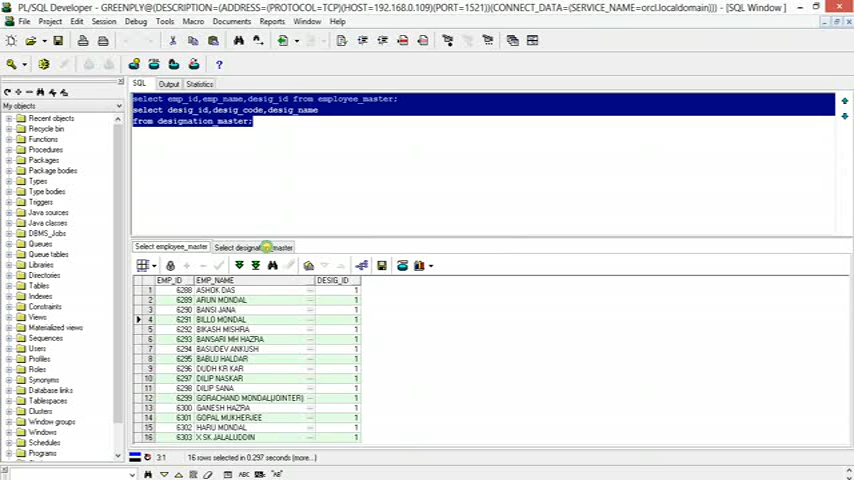 PL/SQL Developer - GREENPLY@(DESCRIPTION=(ADDRESS=(PROTOCOL=TCP)(HOST=192.168.0.109)(PORT=1521))(CONNECT_DATA=(SERVICE_NAME=orcl.localdomain))) - [SQL Window ]
File Project Edit Session Debug Tools Macro Documents Reports Window Help
SQL Output Statistics
My objects
Recent objects
Recycle bin
Functions
Procedures
Packages
Package bodies
Types
Type bodies
Triggers
Java sources
Java classes
DBMS_Jobs
Queues
Queue tables
Libraries
Directories
Tables
Indexes
Constraints
Views
Materialized views
Sequences
Users
Profiles
Roles
Synonyms
Database links
Tablespaces
Clusters
Window groups
Windows
Schedules
Programs
select emp_id,emp_name,desig_id from employee_master;
select desig_id,desig_code,desig_name
from designation_master;
Select employee_master Select designation_master
EMP_ID EMP_NAME DESIG_ID
1 6288 ASHOK DAS 1
2 6289 ARUN MONDAL 1
3 6290 BANSI JANA 1
4 6291 BILLO MONDAL 1
5 6292 BIKASH MISHRA 1
6 6293 BANSARI MH HAZRA 1
7 6294 BASUDEV ANKUSH 1
8 6295 BABLU HALDAR 1
9 6296 DUDH KR KAR 1
10 6297 DILIP NASKAR 1
11 6298 DILIP SANA 1
12 6299 GORACHAND MONDAL(JOINTER) 1
13 6300 GANESH HAZRA 1
14 6301 GOPAL MUKHERJEE 1
15 6302 HARU MONDAL 1
16 6303 X SK JALALUDDIN 1
3:1 16 rows selected in 0.297 seconds (more...)
ABC